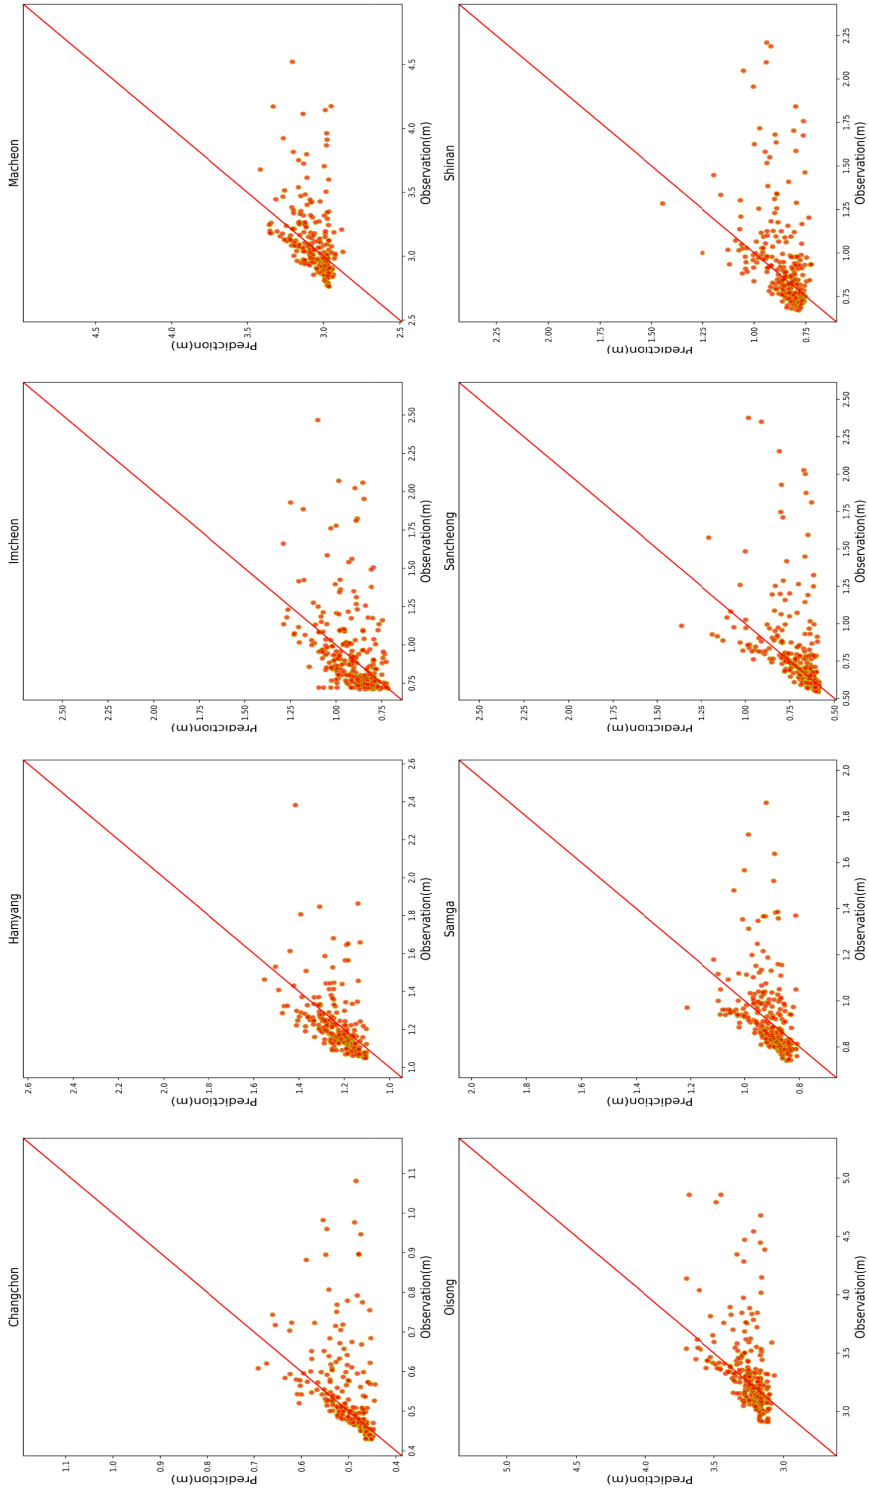 Changchon
1.1
1.0
0.9
0.8
0.7
0.6
0.5
0.4
Prediction(m)
0.4 0.5 0.6 0.7 0.8 0.9 1.0 1.1
Observation(m)
Hamyang
2.6
2.4
2.2
2.0
1.8
1.6
1.4
1.2
1.0
Prediction(m)
1.0 1.2 1.4 1.6 1.8 2.0 2.2 2.4 2.6
Observation(m)
Imcheon
2.50
2.25
2.00
1.75
1.50
1.25
1.00
0.75
Prediction(m)
0.75 1.00 1.25 1.50 1.75 2.00 2.25 2.50
Observation(m)
Macheon
4.5
4.0
3.5
3.0
2.5
Prediction(m)
2.5 3.0 3.5 4.0 4.5
Observation(m)
Oisong
5.0
4.5
4.0
3.5
3.0
Prediction(m)
3.0 3.5 4.0 4.5 5.0
Observation(m)
Samga
2.0
1.8
1.6
1.4
1.2
1.0
0.8
Prediction(m)
0.8 1.0 1.2 1.4 1.6 1.8 2.0
Observation(m)
Sancheong
2.50
2.25
2.00
1.75
1.50
1.25
1.00
0.75
0.50
Prediction(m)
0.50 0.75 1.00 1.25 1.50 1.75 2.00 2.25 2.50
Observation(m)
Shinan
2.25
2.00
1.75
1.50
1.25
1.00
0.75
Prediction(m)
0.75 1.00 1.25 1.50 1.75 2.00 2.25
Observation(m)